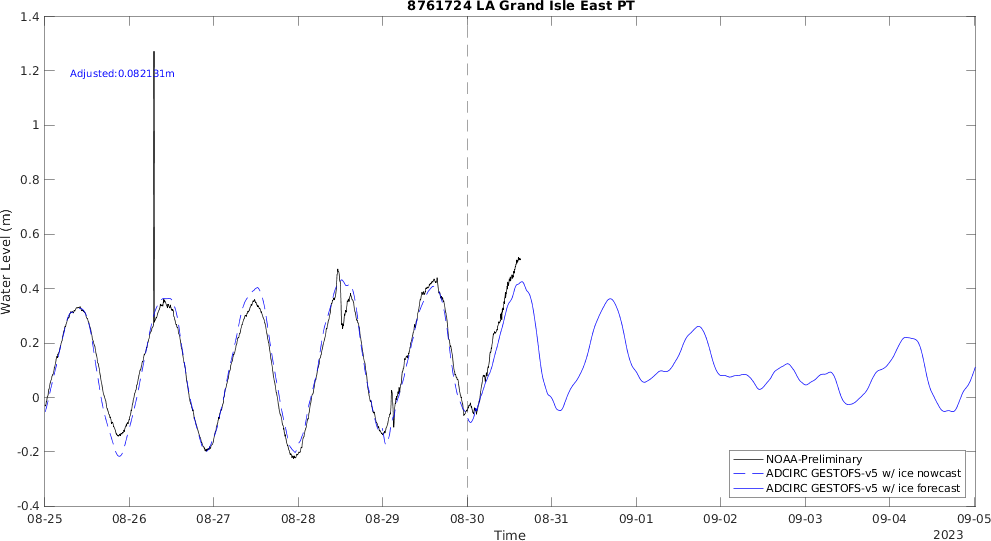 8761724 LA Grand Isle East PT
Water Level (m)
1.4
1.2
1
0.8
0.6
0.4
0.2
0
-0.2
-0.4
Adjusted:0.082181m
NOAA-Preliminary
ADCIRC GESTOFS-v5 w/ ice nowcast
ADCIRC GESTOFS-v5 w/ ice forecast
08-25 08-26 08-27 08-28 08-29 08-30 08-31 09-01 09-02 09-03 09-04 09-05
Time
2023